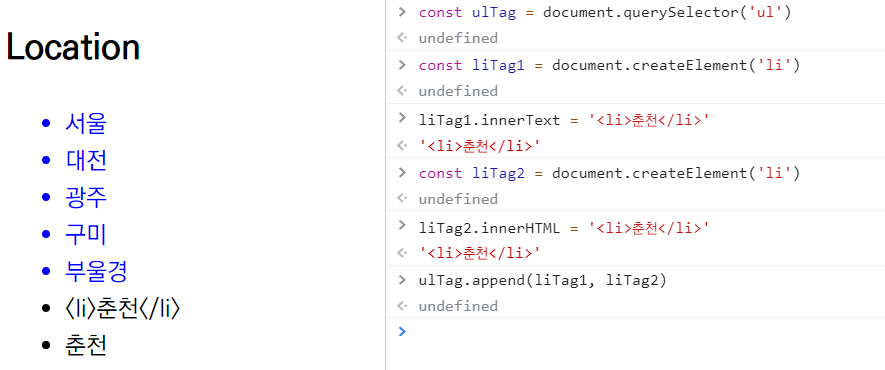 Location
서울
대전
광주
구미
부울경
<li>춘천</li>
춘천
const ulTag = document.querySelector('ul')
undefined
const liTag1 = document.createElement('li')
undefined
liTag1.innerText = '<li>춘천</li>'
'<li>춘천</li>'
const liTag2 = document.createElement('li')
undefined
liTag2.innerHTML = '<li>춘천</li>'
'<li>춘천</li>'
ulTag.append(liTag1, liTag2)
undefined